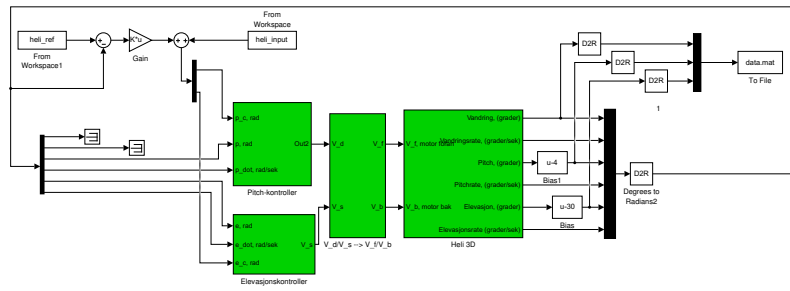 From
Workspace
heli_ref
K*u
heli_input
From
Workspace1
Gain
D2R
D2R
D2R
data.mat
To File
1
p_c, rad
p, rad
p_dot, rad/sek
Out2
Pitch-kontroller
V_d
V_s
V_f
V_b
V_d/V_s --> V_f/V_b
V_f, motor foran
V_b, motor bak
Vandring, (grader)
Vandringsrate, (grader/sek)
Pitch, (grader)
Pitchrate, (grader/sek)
Elevasjon, (grader)
Elevasjonsrate (grader/sek)
Heli 3D
u-4
Bias1
u-30
Bias
D2R
Degrees to
Radians2
e, rad
e_dot, rad/sek
e_c, rad
V_s
Elevasjonskontroller